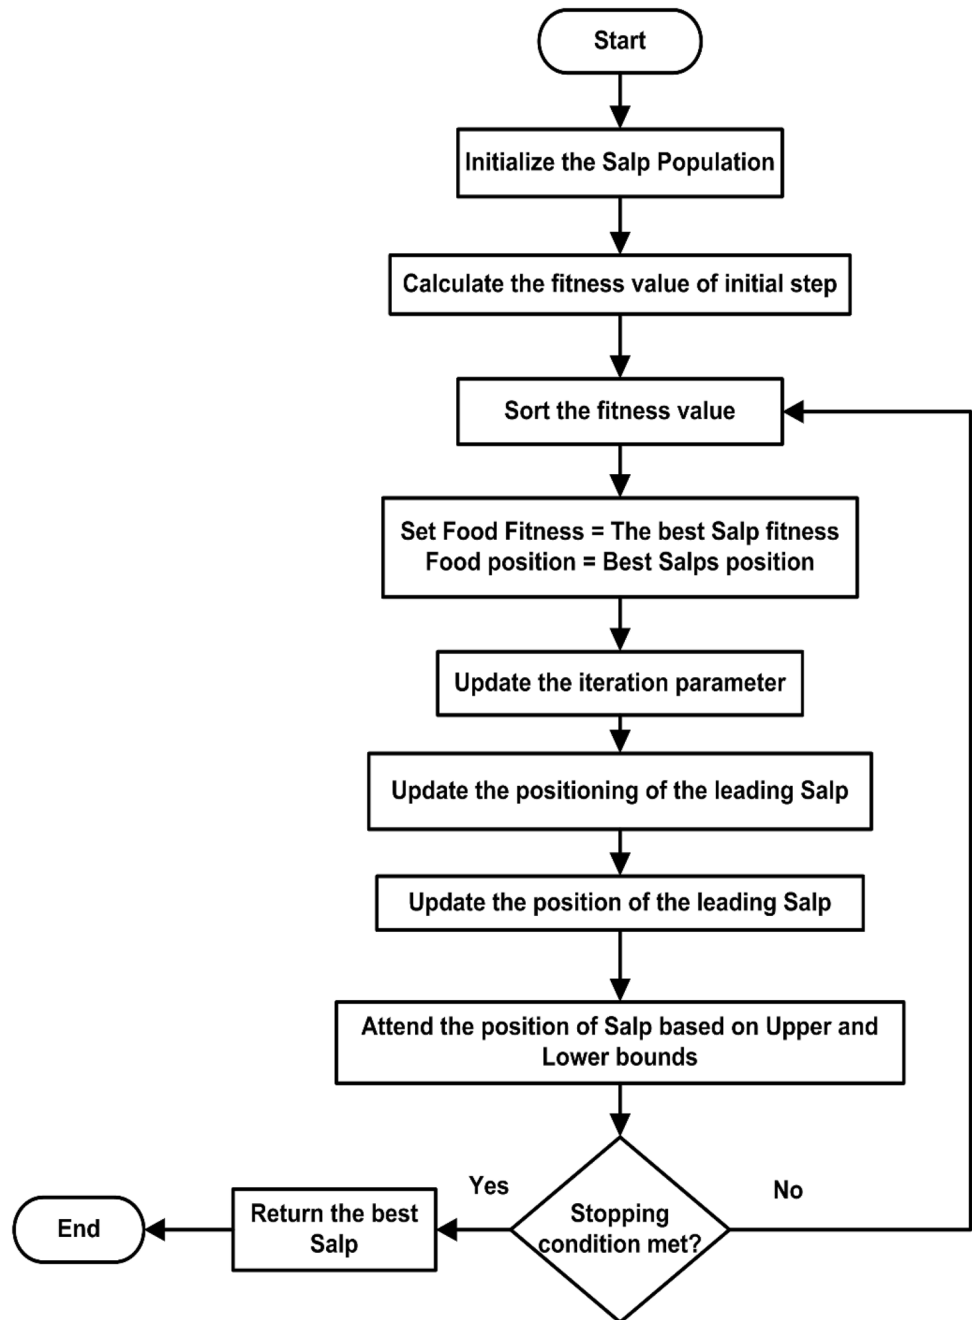 Start
Initialize the Salp Population
Calculate the fitness value of initial step
Sort the fitness value
Set Food Fitness = The best Salp fitness
Food position = Best Salps position
Update the iteration parameter
Update the positioning of the leading Salp
Update the position of the leading Salp
Attend the position of Salp based on Upper and
Lower bounds
Stopping
condition met?
Yes
No
Return the best
Salp
End